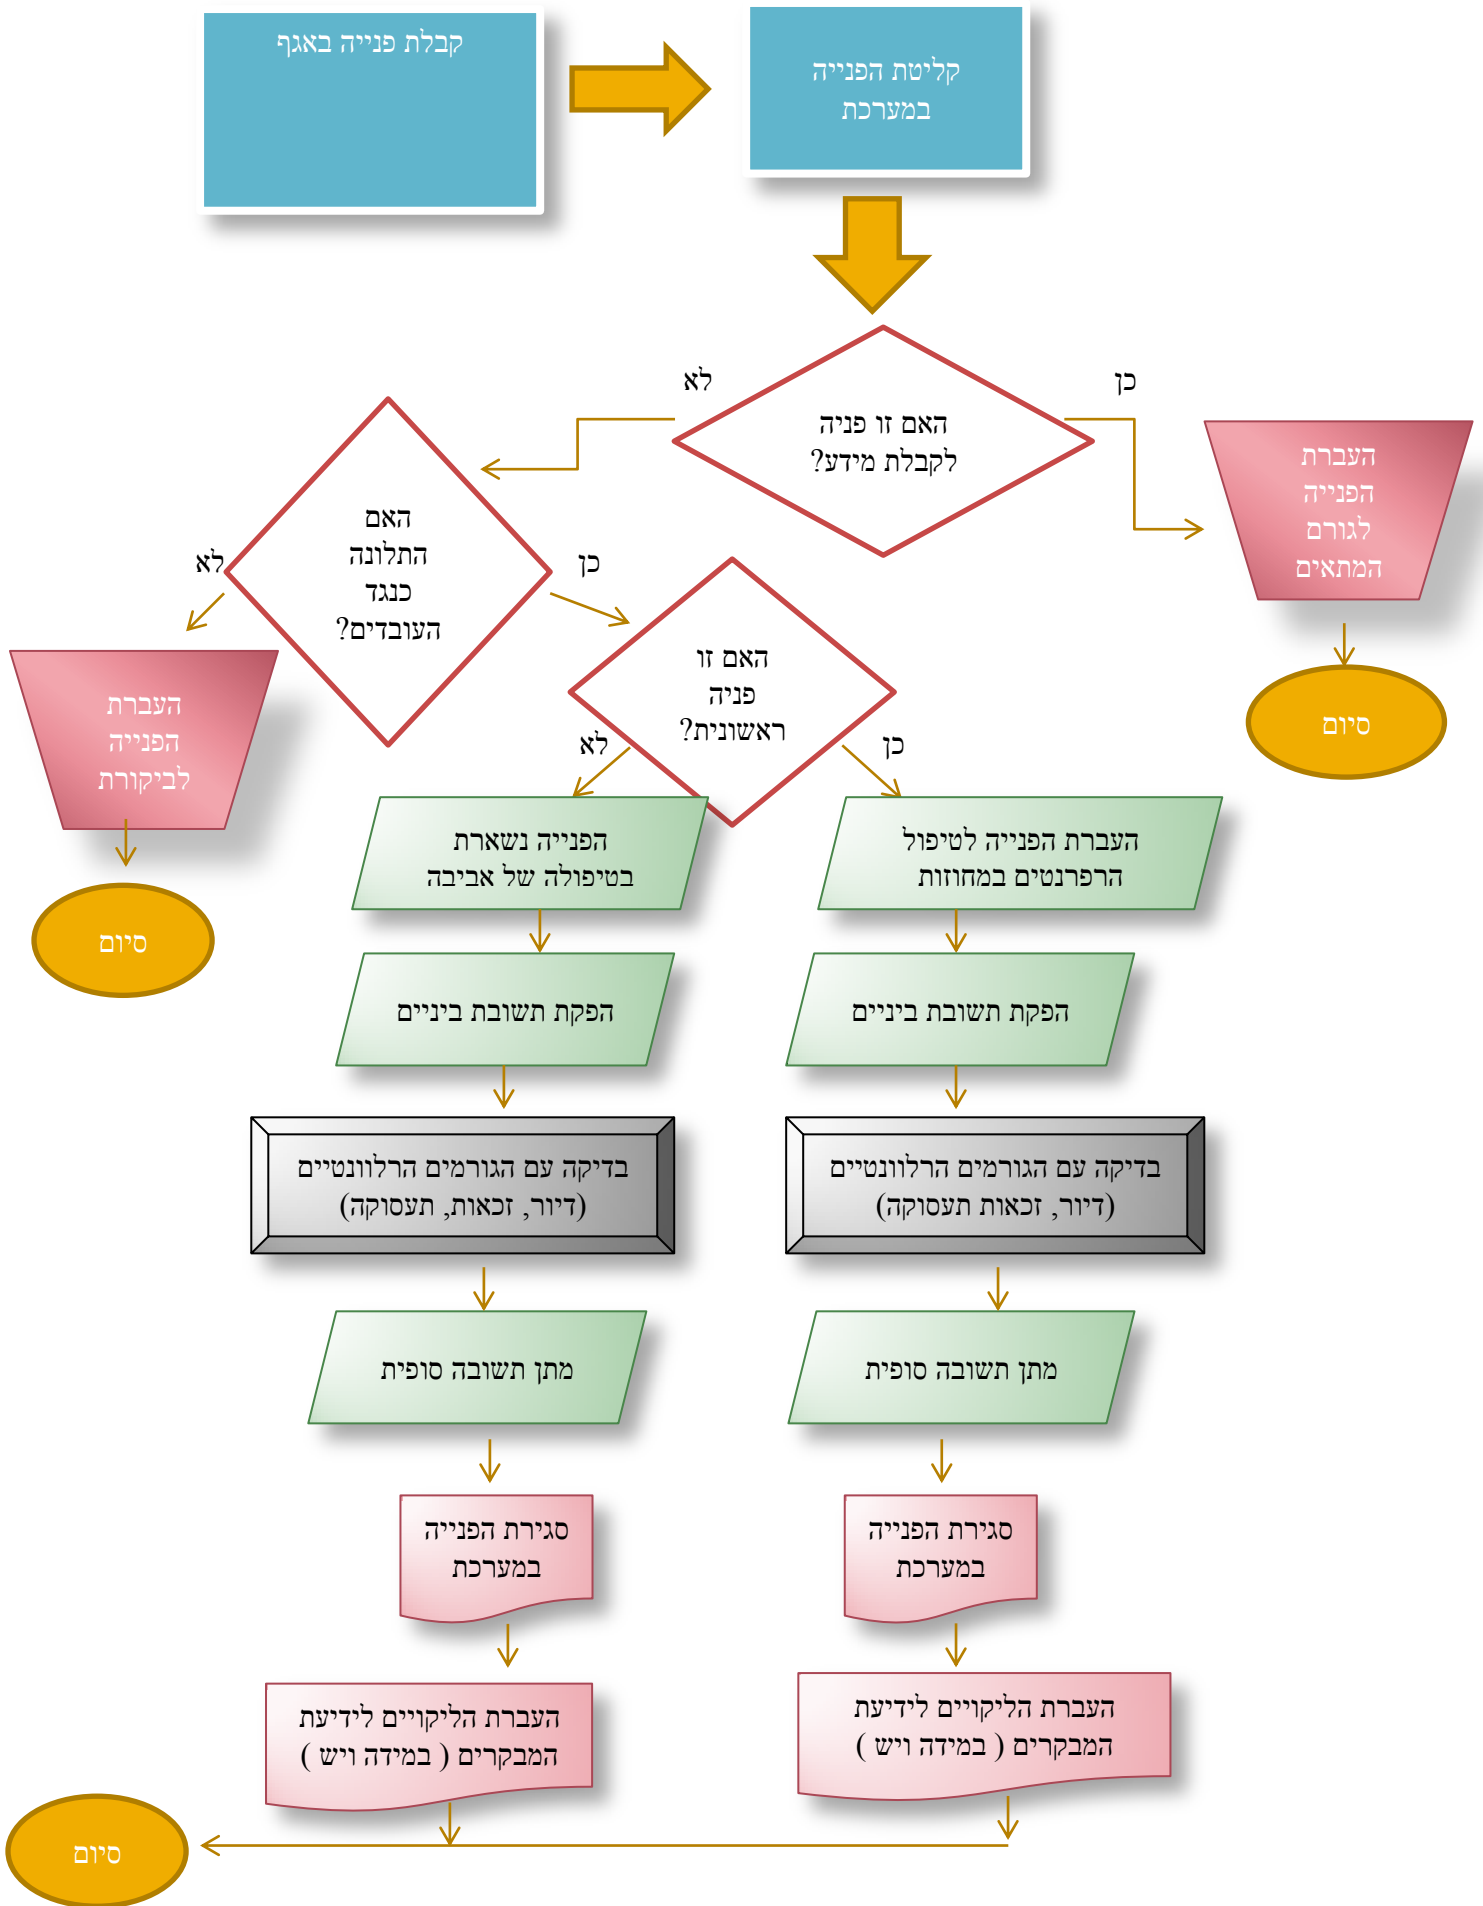 קבלת פנייה באגף
קליטת הפנייה
במערכת
כן
לא
האם זו פניה
לקבלת מידע?
העברת
הפנייה
לגורם
המתאים
סיום
האם
התלונה
כנגד
העובדים?
כן
לא
העברת
הפנייה
לביקורת
סיום
האם זו
פניה
ראשונית?
כן
לא
העברת הפנייה לטיפול
הרפרנטים במחוזות
הפקת תשובת ביניים
בדיקה עם הגורמים הרלוונטיים
(דיור, זכאות תעסוקה)
מתן תשובה סופית
סגירת הפנייה
במערכת
העברת הליקויים לידיעת
המבקרים ( במידה ויש )
הפנייה נשארת
בטיפולה של אביבה
הפקת תשובת ביניים
בדיקה עם הגורמים הרלוונטיים
(דיור, זכאות, תעסוקה)
מתן תשובה סופית
סגירת הפנייה
במערכת
העברת הליקויים לידיעת
המבקרים ( במידה ויש )
סיום